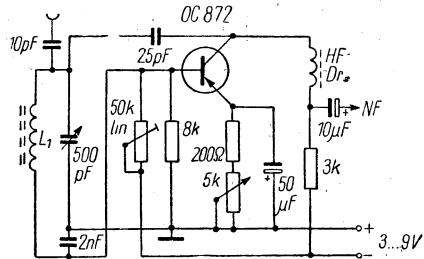 OC 872
10pF
25pF
HF-
Dr.
50k
lin
8k
NF
10µF
L1
500
pF
200Ω
5k
50
µF
3k
2nF
+
3...9V
−